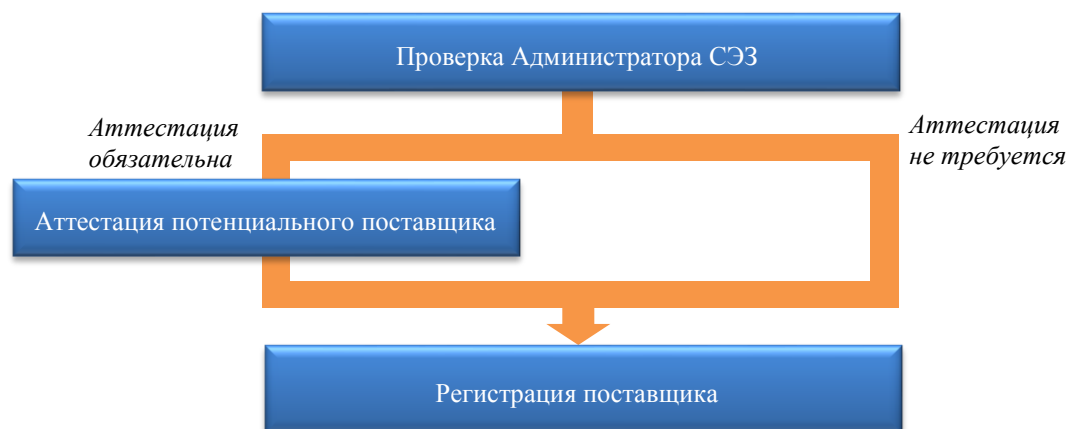 Проверка Администратора СЭЗ
Аттестация
обязательна
Аттестация
не требуется
Аттестация потенциального поставщика
Регистрация поставщика